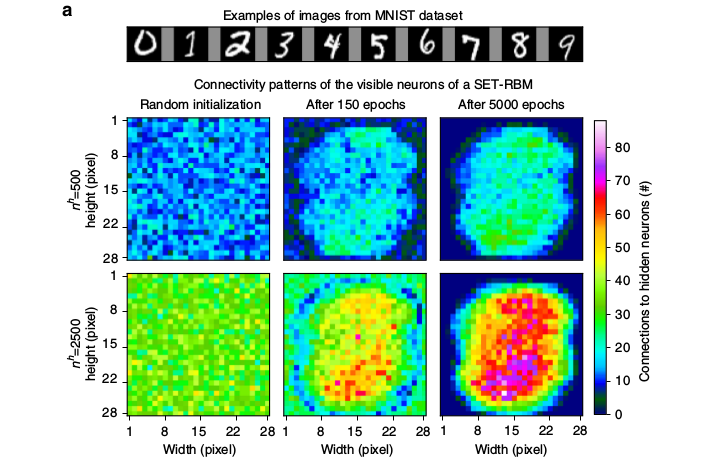 a
Examples of images from MNIST dataset
0 1 2 3 4 5 6 7 8 9
Connectivity patterns of the visible neurons of a SET-RBM
Random initialization After 150 epochs After 5000 epochs
n^h=500
height (pixel)
1
8
15
22
28
n^h=2500
height (pixel)
1
8
15
22
28
1 8 15 22 28 1 8 15 22 28 1 8 15 22 28
Width (pixel) Width (pixel) Width (pixel)
80
70
60
50
40
30
20
10
0
Connections to hidden neurons (#)